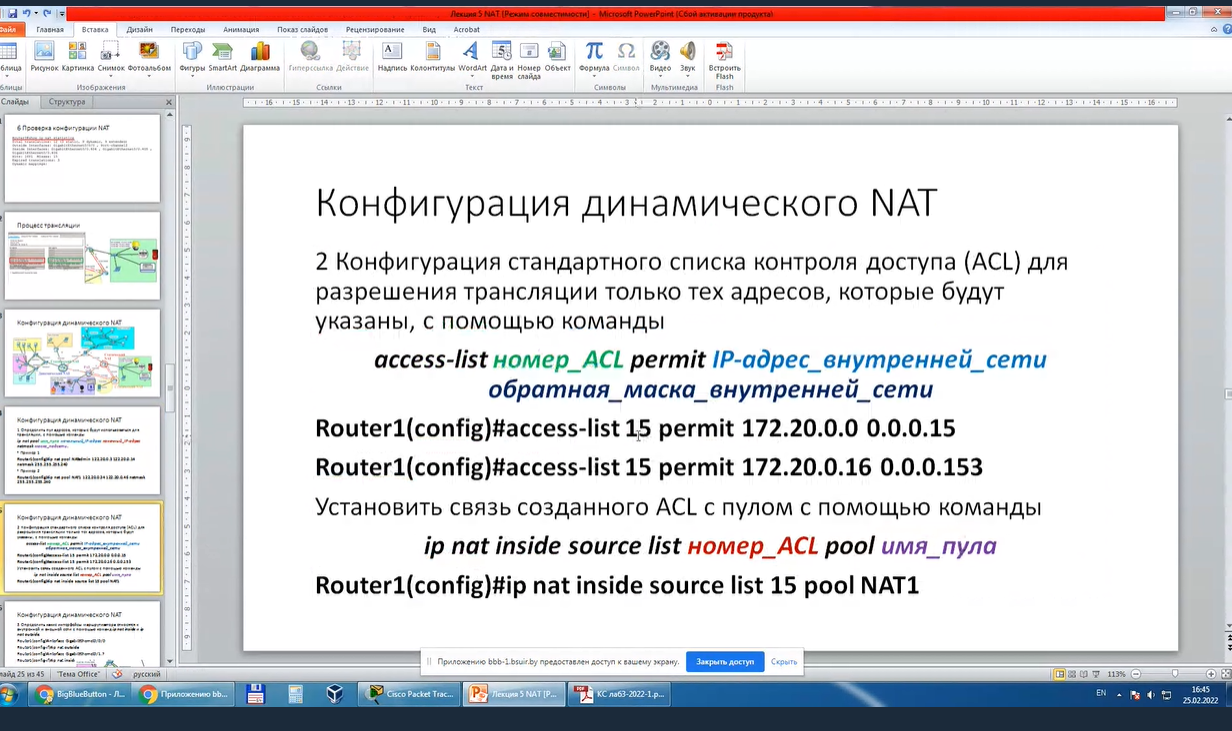 Лекция 5 NAT [Режим совместимости] - Microsoft PowerPoint (Сбой активации продукта)
Файл Главная Вставка Дизайн Переходы Анимация Показ слайдов Рецензирование Вид Acrobat
Рисунок Картинка Снимок Фотоальбом Фигуры SmartArt Диаграмма Гиперссылка Действие Надпись Колонтитулы WordArt Дата и время Номер слайда Объект Формула Символ Видео Звук Встроить Flash
Изображения Иллюстрации Ссылки Текст Символы Мультимедиа Flash
Слайды Структура
6 Проверка конфигурации NAT
Процесс трансляции
Конфигурация динамического NAT
Конфигурация динамического NAT
Конфигурация динамического NAT
Конфигурация динамического NAT
Конфигурация динамического NAT
2 Конфигурация стандартного списка контроля доступа (ACL) для
разрешения трансляции только тех адресов, которые будут
указаны, с помощью команды
access-list номер_ACL permit IP-адрес_внутренней_сети
обратная_маска_внутренней_сети
Router1(config)#access-list 15 permit 172.20.0.0 0.0.0.15
Router1(config)#access-list 15 permit 172.20.0.16 0.0.0.153
Установить связь созданного ACL с пулом с помощью команды
ip nat inside source list номер_ACL pool имя_пула
Router1(config)#ip nat inside source list 15 pool NAT1
Приложению bbb-1.bsuir.by предоставлен доступ к вашему экрану. Закрыть доступ Скрыть
лайд 25 из 45 "Тема Office" русский 113%
BigBlueButton - Л... Приложению bb... Cisco Packet Trac... Лекция 5 NAT [Р... КС лаб3-2022-1.p... EN 16:45
25.02.2022